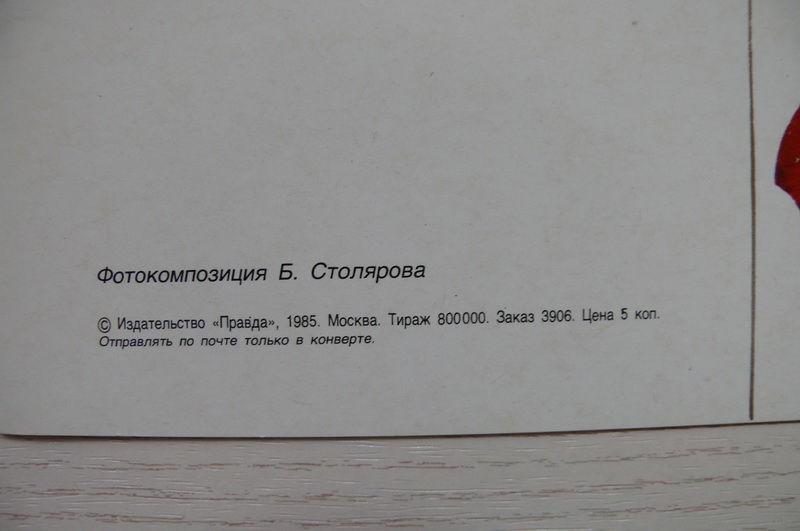 Фотокомпозиция Б. Столярова
© Издательство «Правда», 1985. Москва. Тираж 800000. Заказ 3906. Цена 5 коп.
Отправлять по почте только в конверте.